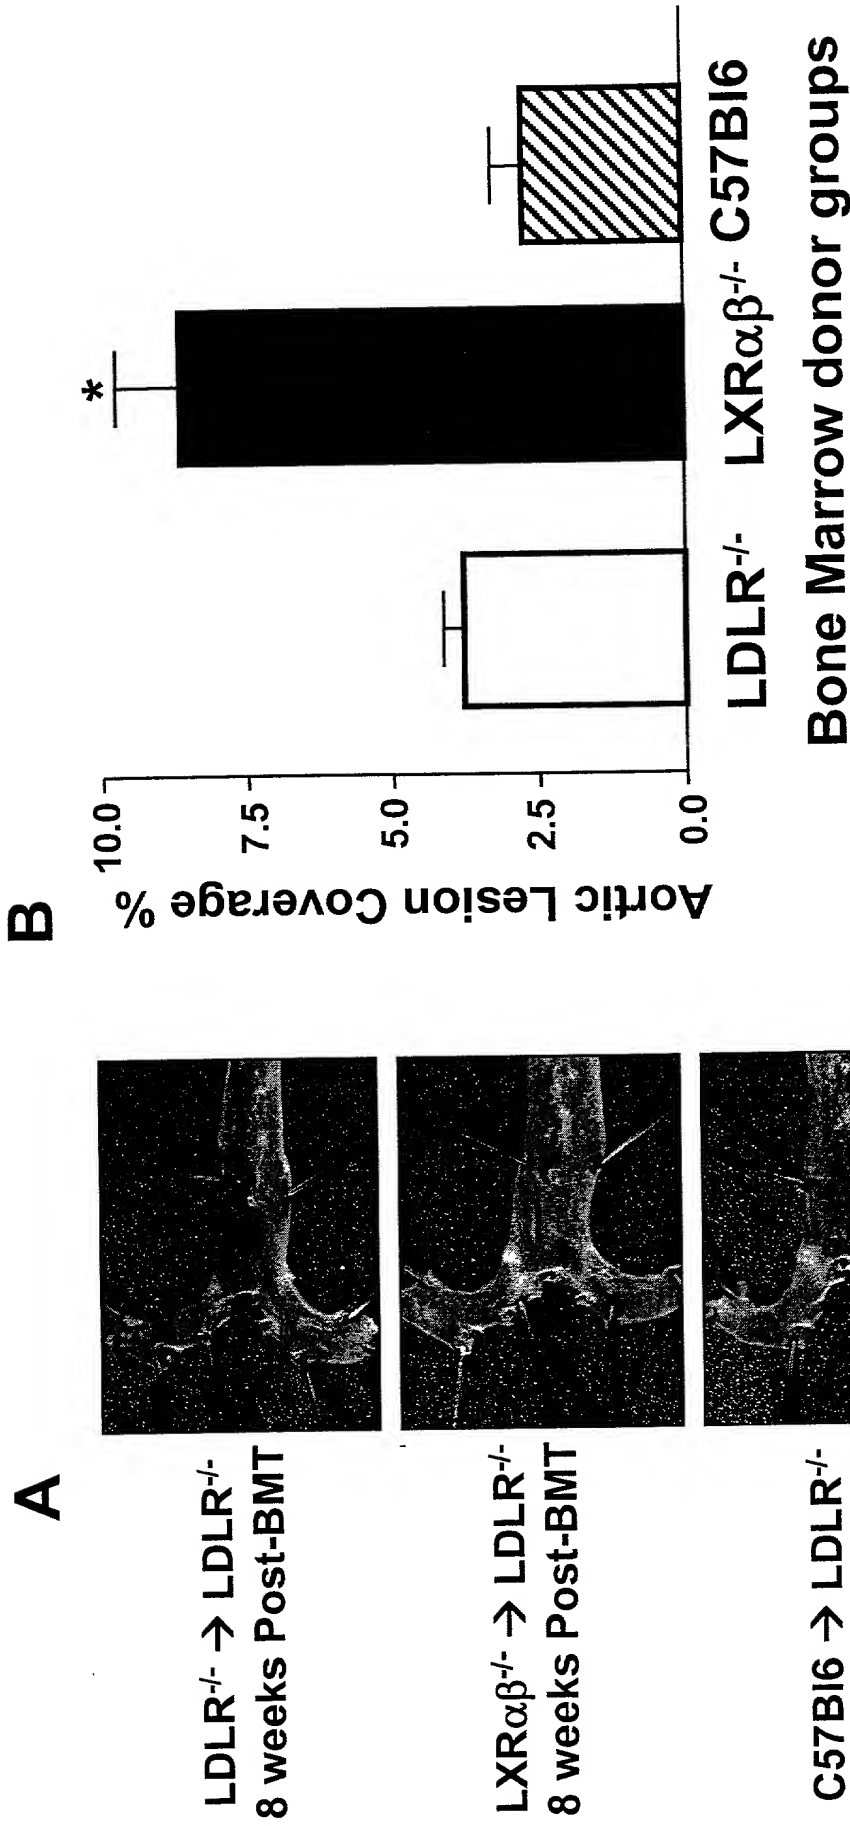 A
LDLR-/- → LDLR-/-
8 weeks Post-BMT
LXRαβ-/- → LDLR-/-
8 weeks Post-BMT
C57Bl6 → LDLR-/-
B
Aortic Lesion Coverage %
10.0
7.5
5.0
2.5
0.0
*
LDLR-/- LXRαβ-/- C57Bl6
Bone Marrow donor groups